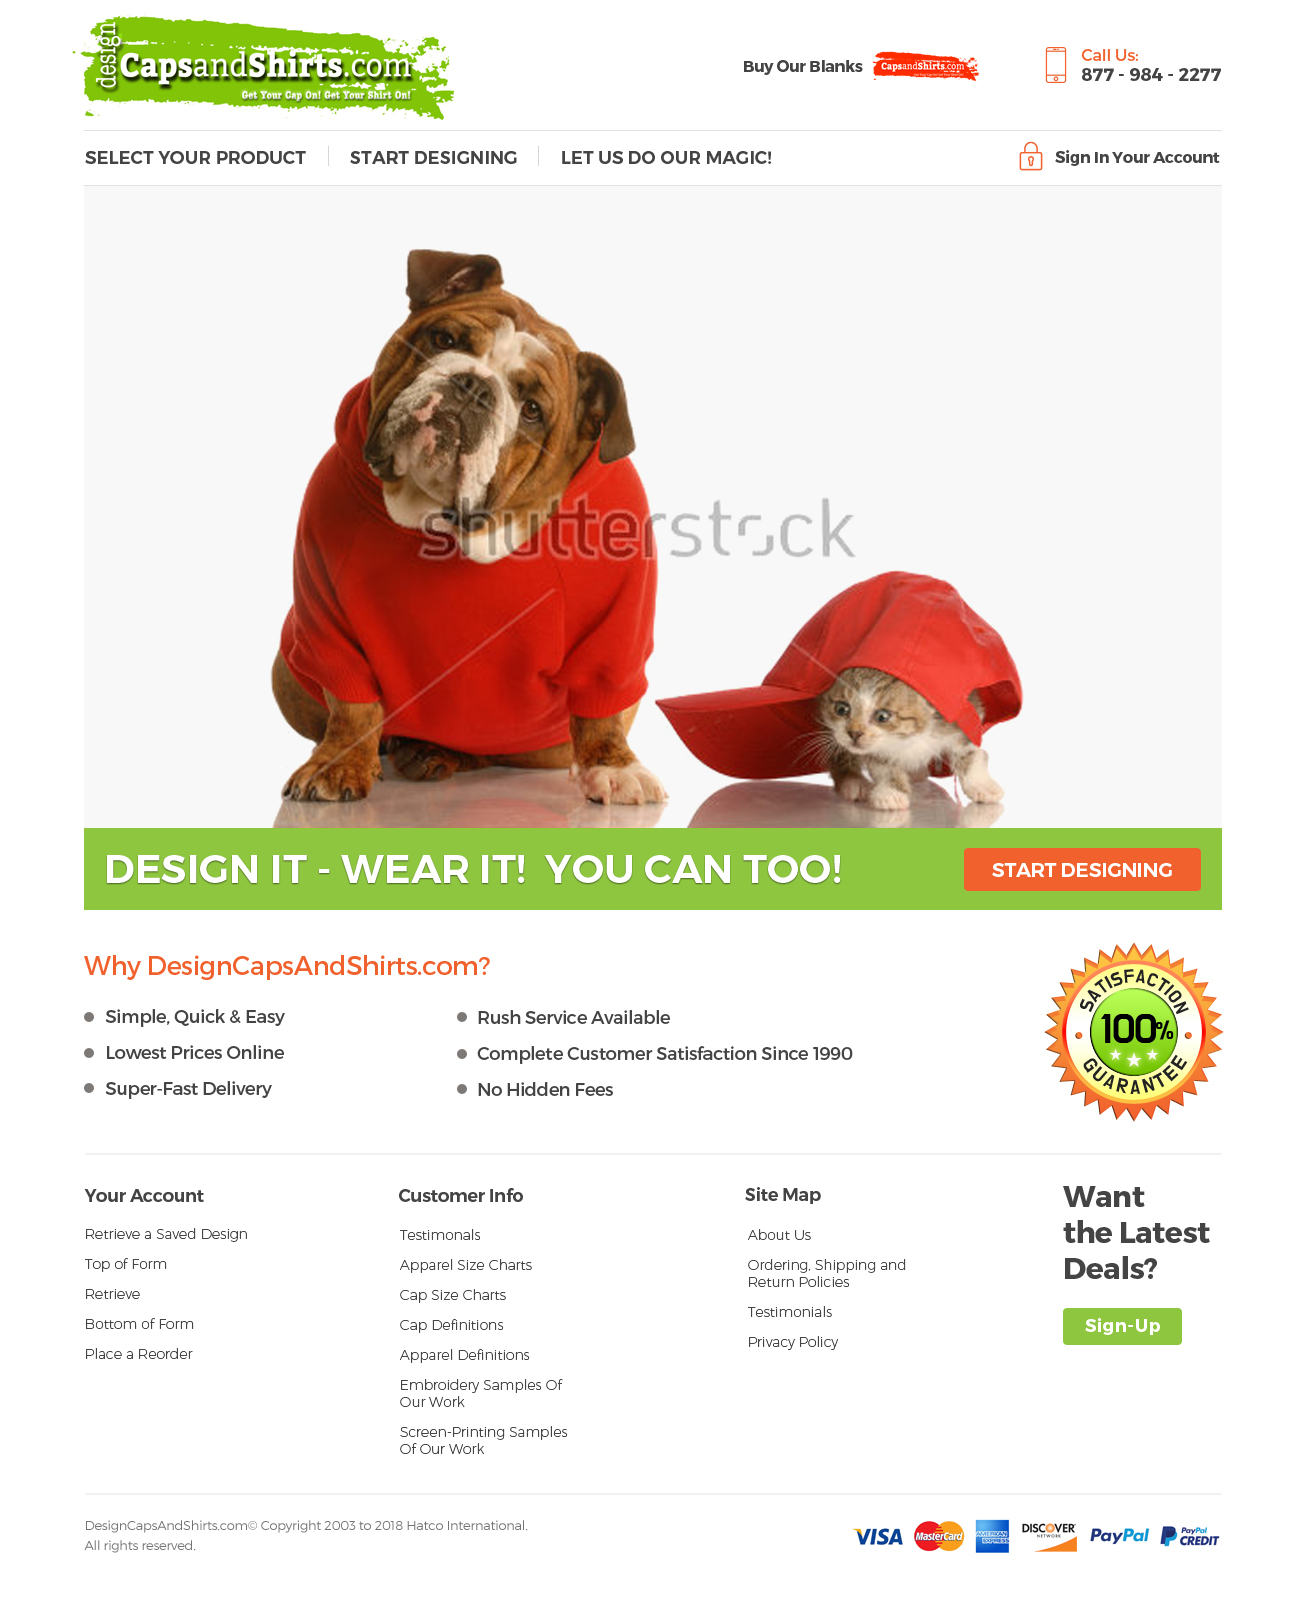 design
CapsandShirts.com
Get Your Cap On! Get Your Shirt On!
Buy Our Blanks
CapsandShirts.com
Call Us:
877 - 984 - 2277
SELECT YOUR PRODUCT
START DESIGNING
LET US DO OUR MAGIC!
Sign In Your Account
shutterstock
DESIGN IT - WEAR IT! YOU CAN TOO!
START DESIGNING
Why DesignCapsAndShirts.com?
Simple, Quick & Easy
Lowest Prices Online
Super-Fast Delivery
Rush Service Available
Complete Customer Satisfaction Since 1990
No Hidden Fees
SATISFACTION
100%
GUARANTEE
Your Account
Retrieve a Saved Design
Top of Form
Retrieve
Bottom of Form
Place a Reorder
Customer Info
Testimonals
Apparel Size Charts
Cap Size Charts
Cap Definitions
Apparel Definitions
Embroidery Samples Of
Our Work
Screen-Printing Samples
Of Our Work
Site Map
About Us
Ordering, Shipping and
Return Policies
Testimonials
Privacy Policy
Want
the Latest
Deals?
Sign-Up
DesignCapsAndShirts.com© Copyright 2003 to 2018 Hatco International.
All rights reserved.
VISA
MasterCard
AMERICAN
EXPRESS
DISCOVER
NETWORK
PayPal
PayPal
CREDIT